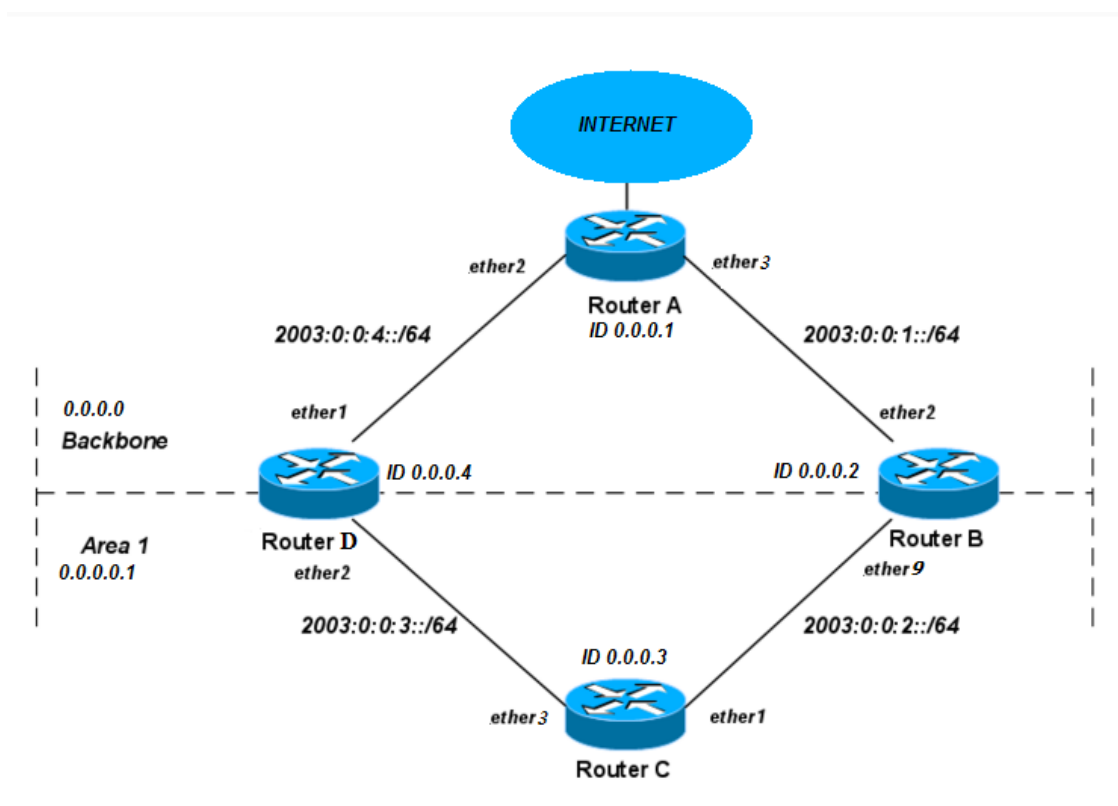 INTERNET
ether2
ether3
Router A
ID 0.0.0.1
2003:0:0:4::/64
2003:0:0:1::/64
0.0.0.0
Backbone
ether1
ether2
ID 0.0.0.4
ID 0.0.0.2
Area 1
0.0.0.0.1
Router D
ether2
Router B
ether9
2003:0:0:3::/64
2003:0:0:2::/64
ID 0.0.0.3
ether3
ether1
Router C